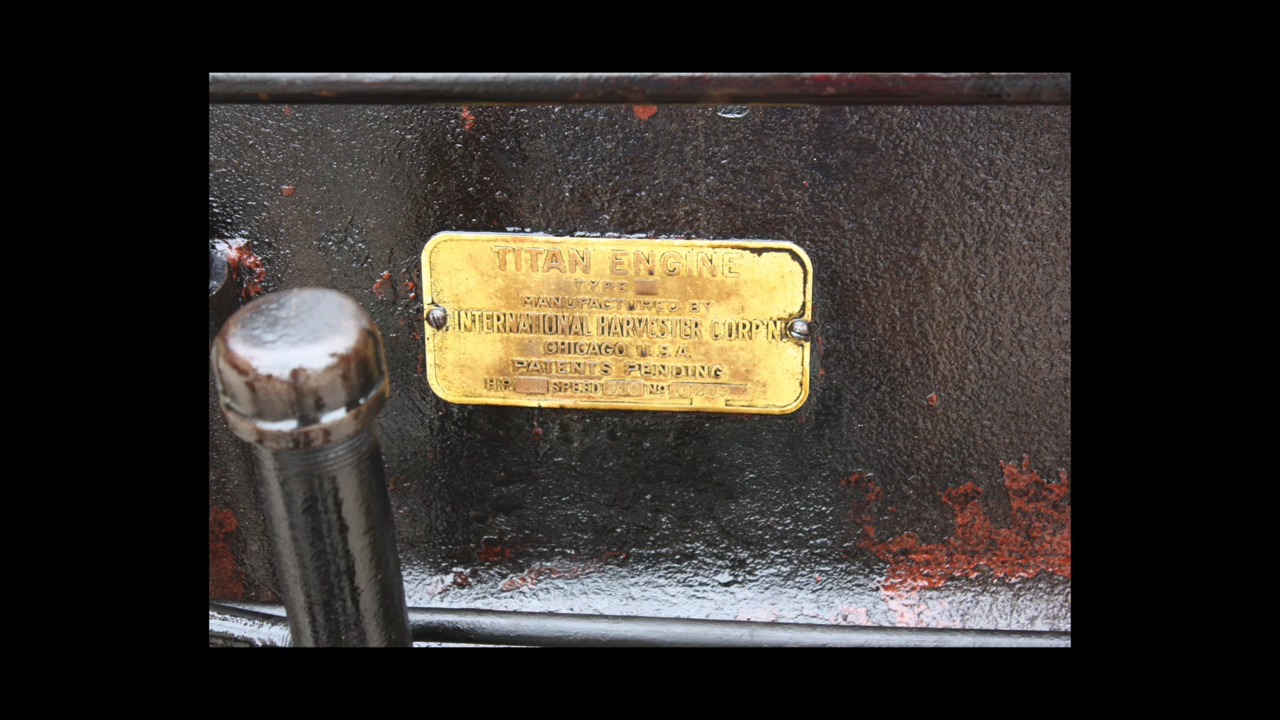 TITAN ENGINE
TYPE
MANUFACTURED BY
INTERNATIONAL HARVESTER CORP'N.
CHICAGO, U.S.A.
PATENTS PENDING
H.P. SPEED No